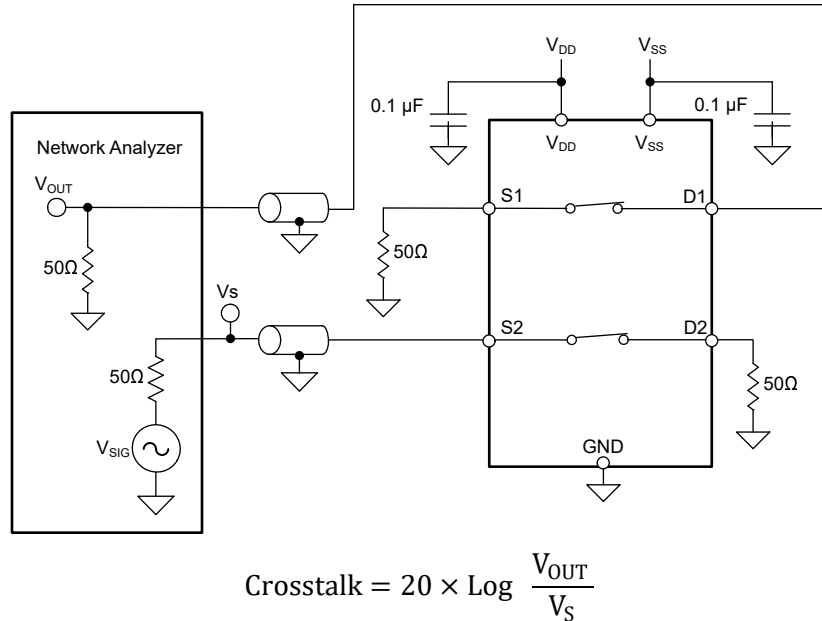 V_DD
V_SS
0.1 µF
0.1 µF
V_DD
V_SS
Network Analyzer
V_OUT
S1
D1
50Ω
50Ω
Vs
S2
D2
50Ω
50Ω
V_SIG
GND
Crosstalk = 20 × Log V_OUT / V_S